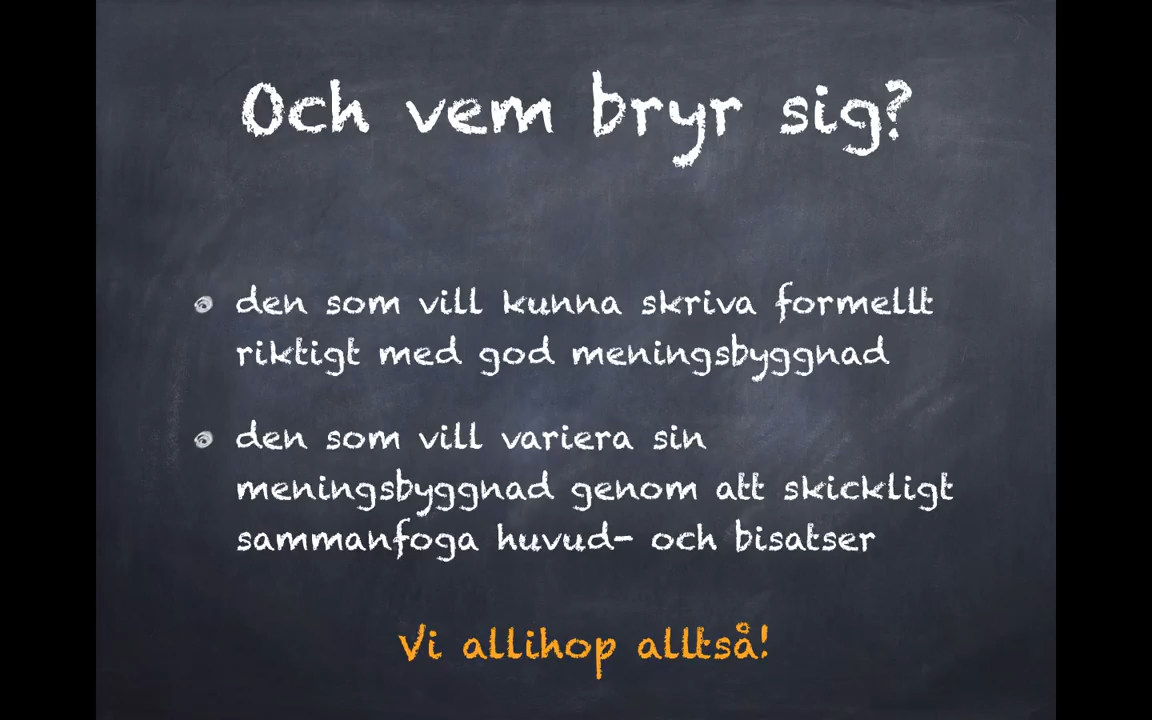 Och vem bryr sig?
den som vill kunna skriva formellt
riktigt med god meningsbyggnad
den som vill variera sin
meningsbyggnad genom att skickligt
sammanfoga huvud- och bisatser
Vi allihop alltså!